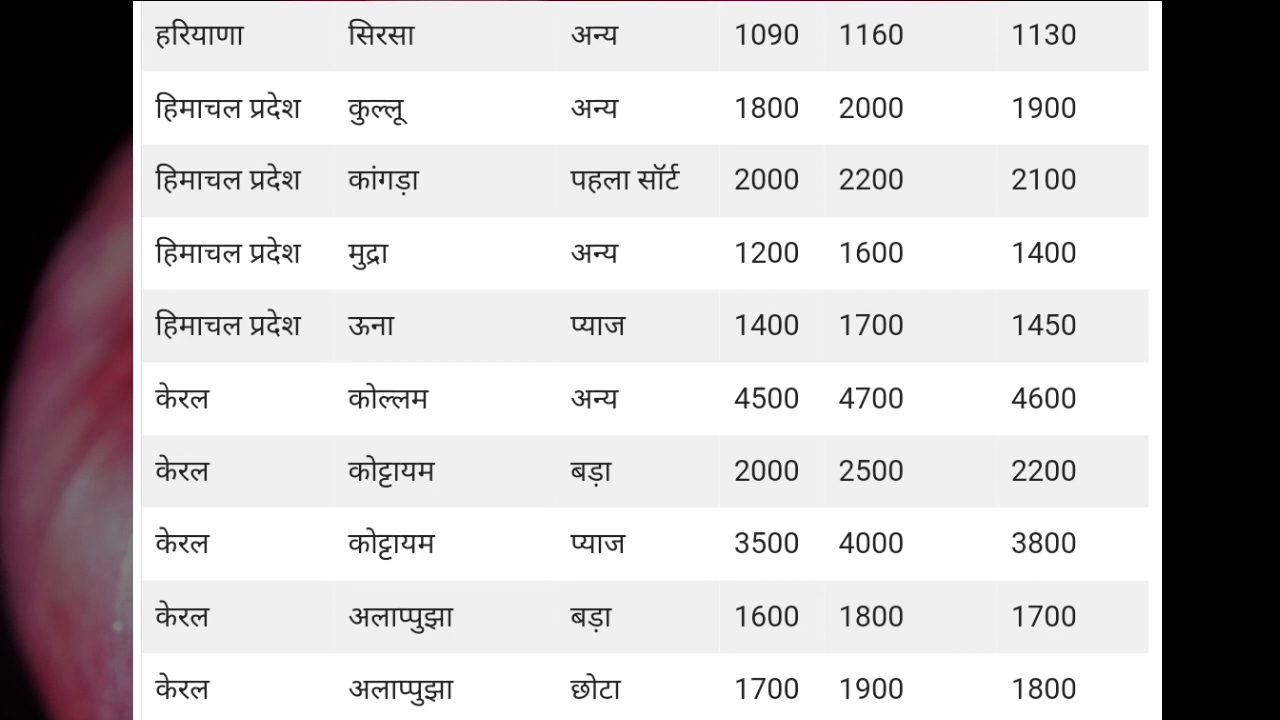 हरियाणा सिरसा अन्य 1090 1160 1130
हिमाचल प्रदेश कुल्लू अन्य 1800 2000 1900
हिमाचल प्रदेश कांगड़ा पहला सॉर्ट 2000 2200 2100
हिमाचल प्रदेश मुद्रा अन्य 1200 1600 1400
हिमाचल प्रदेश ऊना प्याज 1400 1700 1450
केरल कोल्लम अन्य 4500 4700 4600
केरल कोट्टायम बड़ा 2000 2500 2200
केरल कोट्टायम प्याज 3500 4000 3800
केरल अलाप्पुझा बड़ा 1600 1800 1700
केरल अलाप्पुझा छोटा 1700 1900 1800